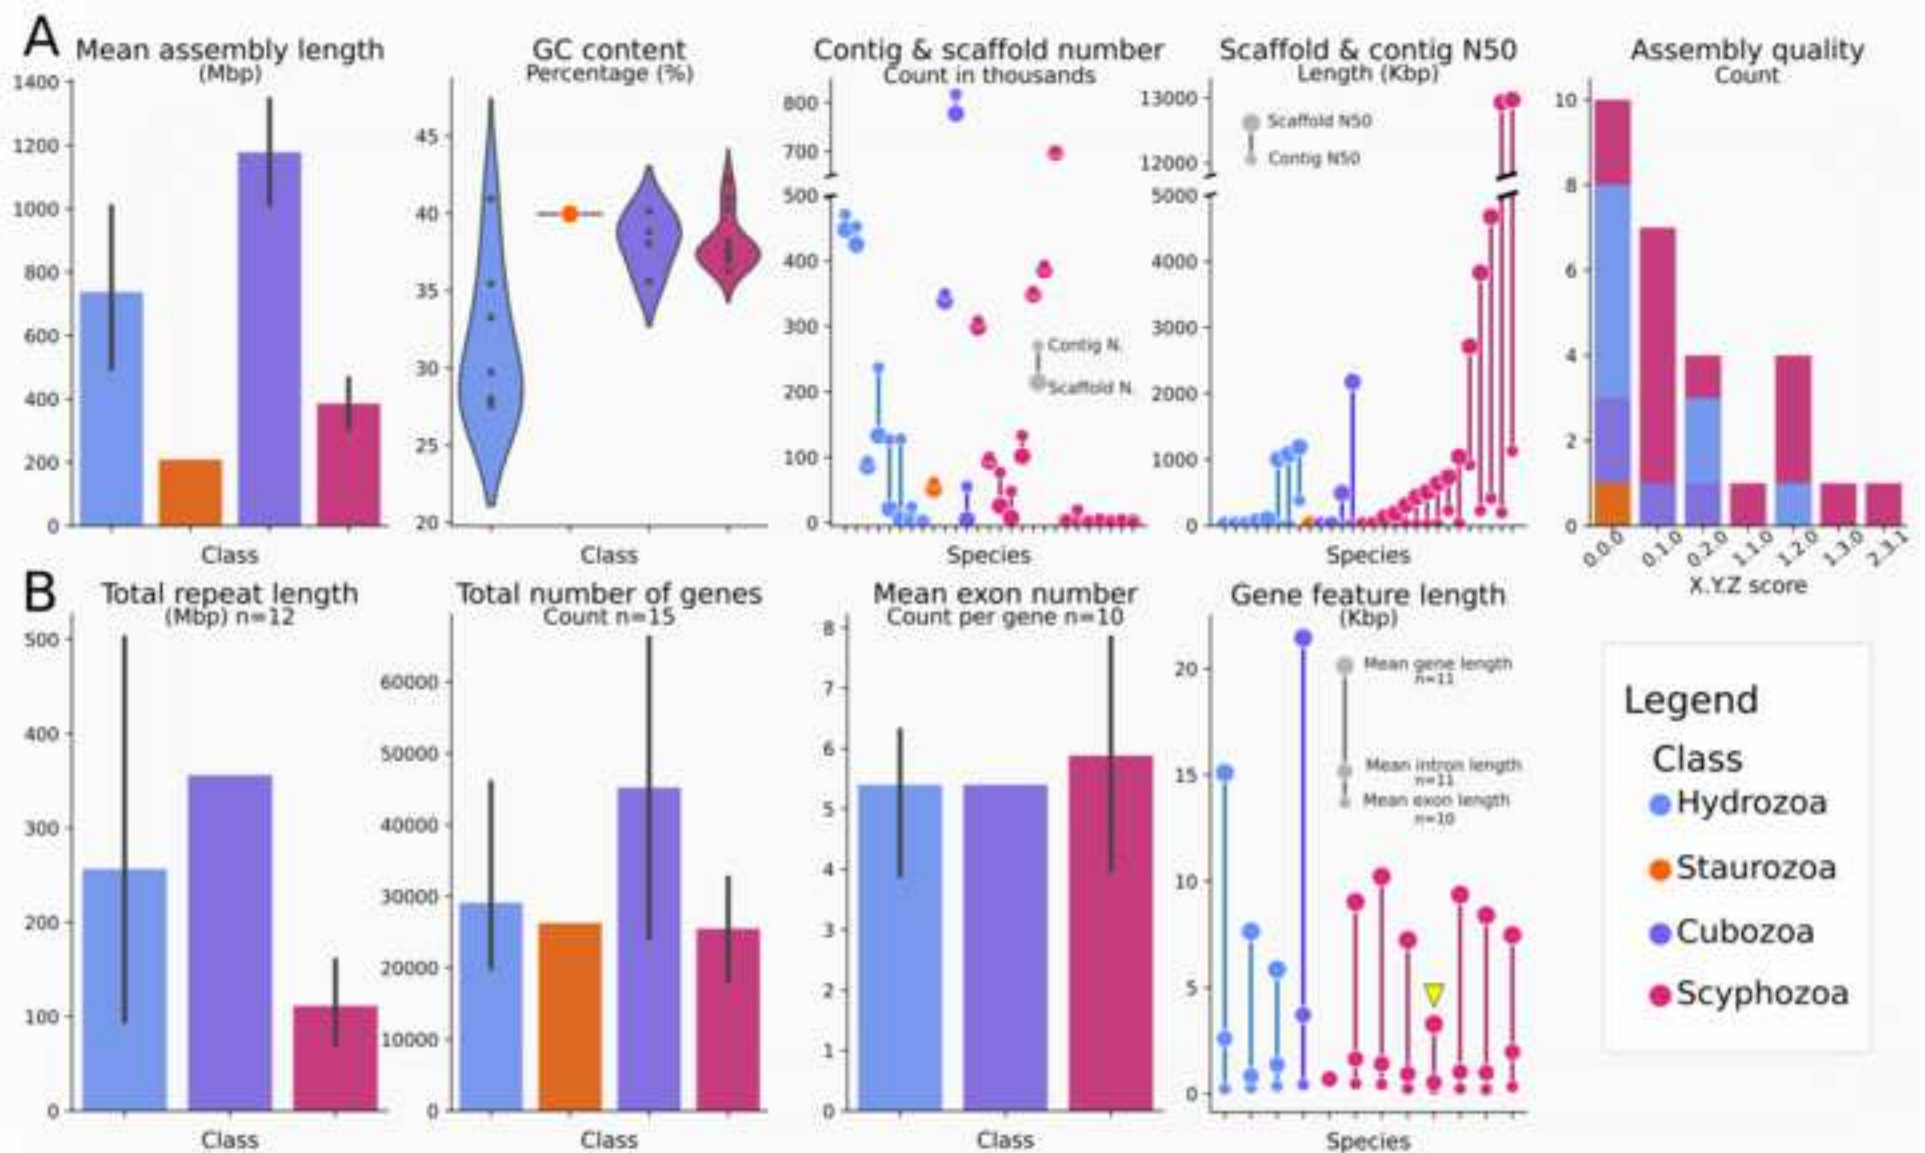 A
Mean assembly length
(Mbp)
1400
1200
1000
800
600
400
200
0
Class
GC content
Percentage (%)
45
40
35
30
25
20
Class
Contig & scaffold number
Count in thousands
800
700
500
400
300
200
100
0
Contig N.
Scaffold N.
Species
Scaffold & contig N50
Length (Kbp)
13000
12000
5000
4000
3000
2000
1000
0
Scaffold N50
Contig N50
Species
Assembly quality
Count
10
8
6
4
2
0
0.0.0
0.1.0
0.2.0
1.1.0
1.2.0
1.3.0
2.3.1
X.Y.Z score
B
Total repeat length
(Mbp) n=12
500
400
300
200
100
0
Class
Total number of genes
Count n=15
60000
50000
40000
30000
20000
10000
0
Class
Mean exon number
Count per gene n=10
8
7
6
5
4
3
2
1
0
Class
Gene feature length
(Kbp)
20
15
10
5
0
Mean gene length
n=11
Mean intron length
n=11
Mean exon length
n=10
Species
Legend
Class
Hydrozoa
Staurozoa
Cubozoa
Scyphozoa